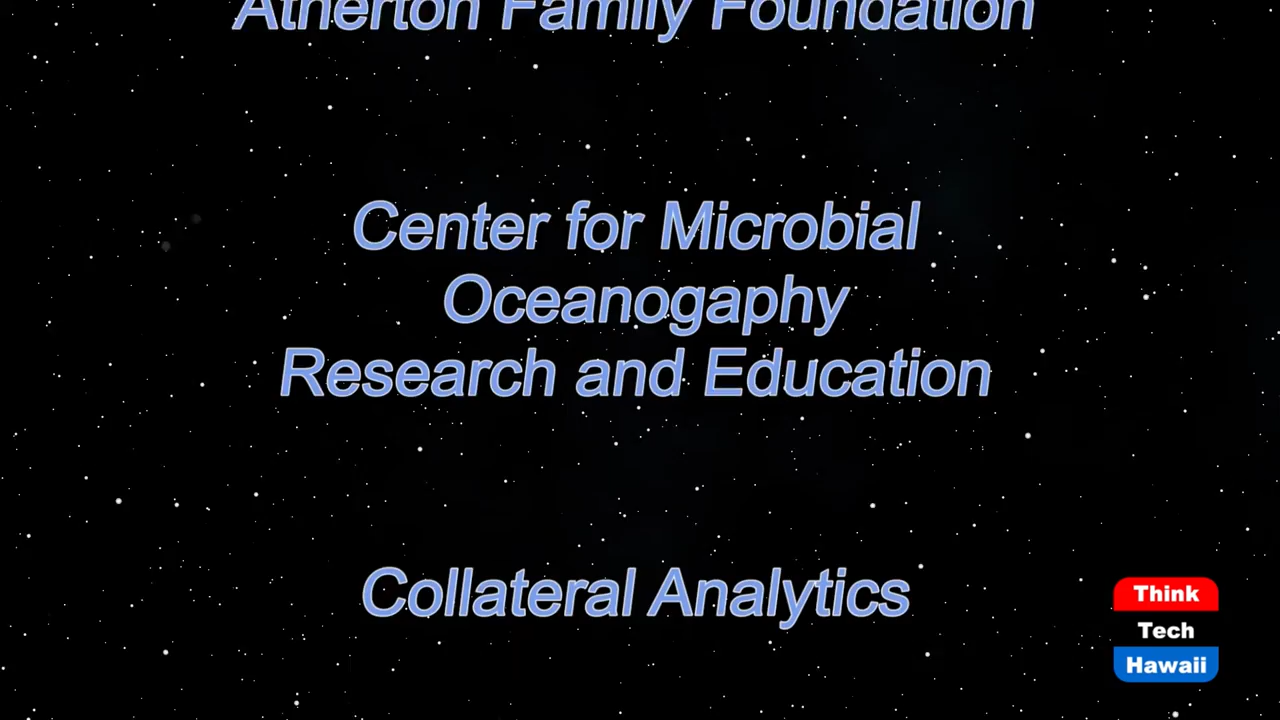 Atherton Family Foundation
Center for Microbial
Oceanogaphy
Research and Education
Collateral Analytics
Think
Tech
Hawaii